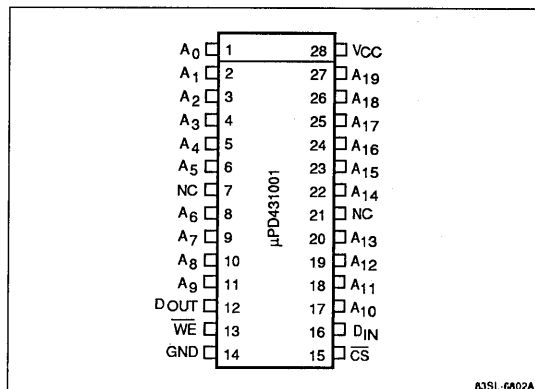 A0 1 28 VCC
A1 2 27 A19
A2 3 26 A18
A3 4 25 A17
A4 5 24 A16
A5 6 23 A15
NC 7 22 A14
A6 8 21 NC
A7 9 20 A13
A8 10 19 A12
A9 11 18 A11
DOUT 12 17 A10
W̅E̅ 13 16 DIN
GND 14 15 C̅S̅
µPD431001
83SL-6802A